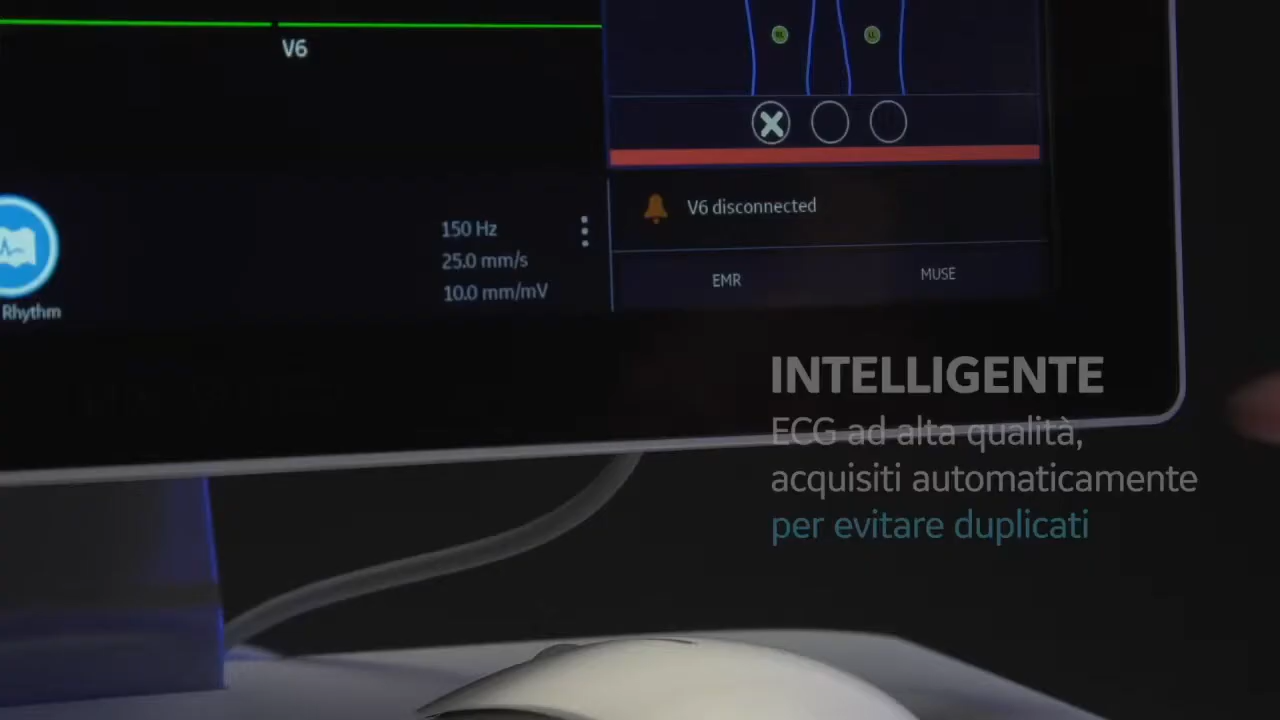 V6
V6 disconnected
150 Hz
25.0 mm/s
10.0 mm/mV
EMR
MUSE
Rhythm
INTELLIGENTE
ECG ad alta qualità,
acquisiti automaticamente
per evitare duplicati